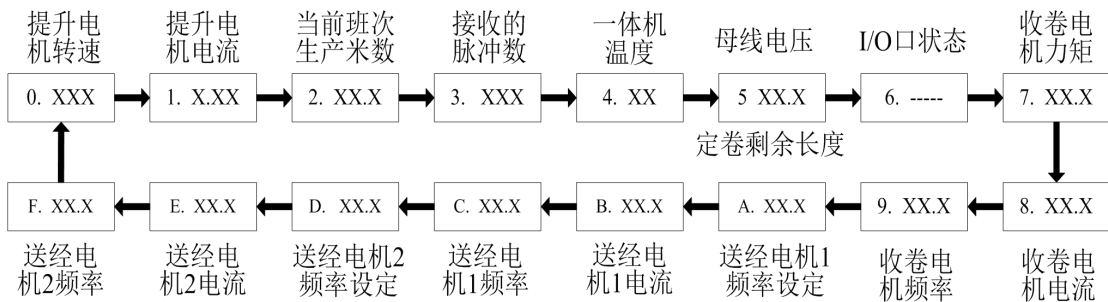 提升电
机转速
提升电
机电流
当前班次
生产米数
接收的
脉冲数
一体机
温度
母线电压
I/O口状态
收卷电
机力矩
0. XXX
1. X.XX
2. XX.X
3. XXX
4. XX
5 XX.X
6. -----
7. XX.X
定卷剩余长度
F. XX.X
E. XX.X
D. XX.X
C. XX.X
B. XX.X
A. XX.X
9. XX.X
8. XX.X
送经电
机2频率
送经电
机2电流
送经电机2
频率设定
送经电
机1频率
送经电
机1电流
送经电机1
频率设定
收卷电
机频率
收卷电
机电流